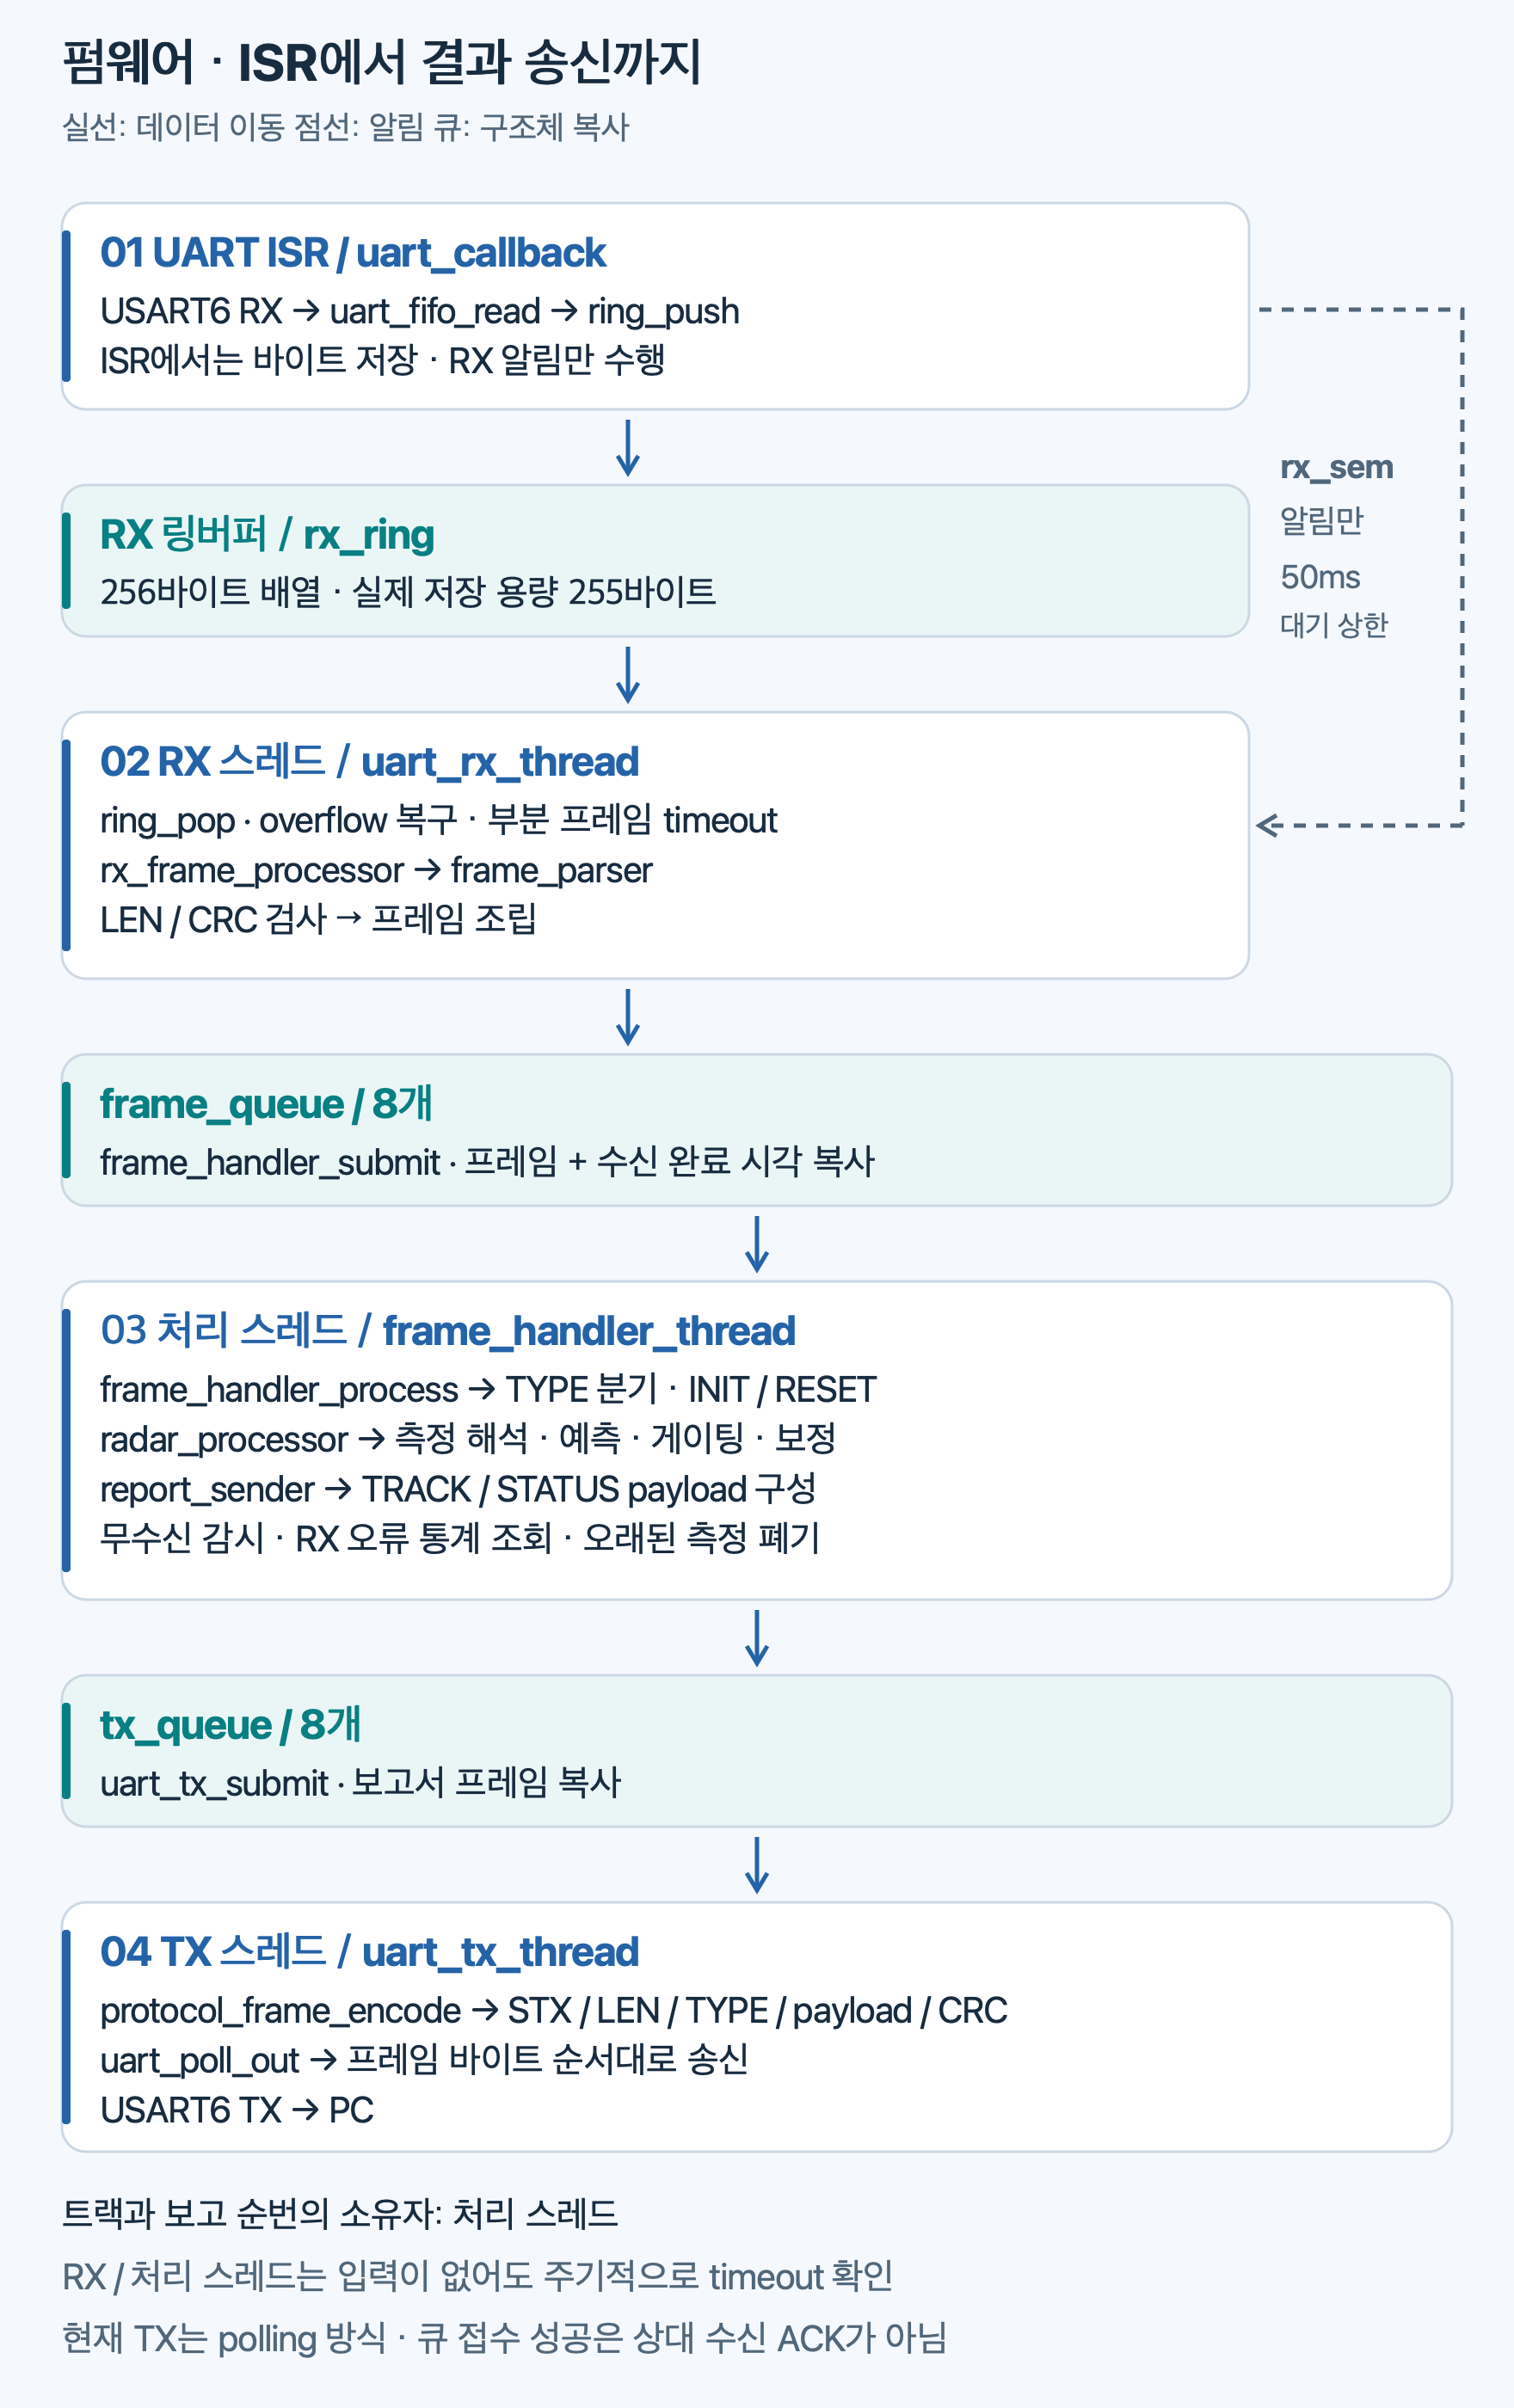 펌웨어 · ISR에서 결과 송신까지
실선: 데이터 이동 점선: 알림 큐: 구조체 복사
01 UART ISR / uart_callback
USART6 RX → uart_fifo_read → ring_push
ISR에서는 바이트 저장 · RX 알림만 수행
RX 링버퍼 / rx_ring
256바이트 배열 · 실제 저장 용량 255바이트
rx_sem
알림만
50ms
대기 상한
02 RX 스레드 / uart_rx_thread
ring_pop · overflow 복구 · 부분 프레임 timeout
rx_frame_processor → frame_parser
LEN / CRC 검사 → 프레임 조립
frame_queue / 8개
frame_handler_submit · 프레임 + 수신 완료 시각 복사
03 처리 스레드 / frame_handler_thread
frame_handler_process → TYPE 분기 · INIT / RESET
radar_processor → 측정 해석 · 예측 · 게이팅 · 보정
report_sender → TRACK / STATUS payload 구성
무수신 감시 · RX 오류 통계 조회 · 오래된 측정 폐기
tx_queue / 8개
uart_tx_submit · 보고서 프레임 복사
04 TX 스레드 / uart_tx_thread
protocol_frame_encode → STX / LEN / TYPE / payload / CRC
uart_poll_out → 프레임 바이트 순서대로 송신
USART6 TX → PC
트랙과 보고 순번의 소유자: 처리 스레드
RX / 처리 스레드는 입력이 없어도 주기적으로 timeout 확인
현재 TX는 polling 방식 · 큐 접수 성공은 상대 수신 ACK가 아님